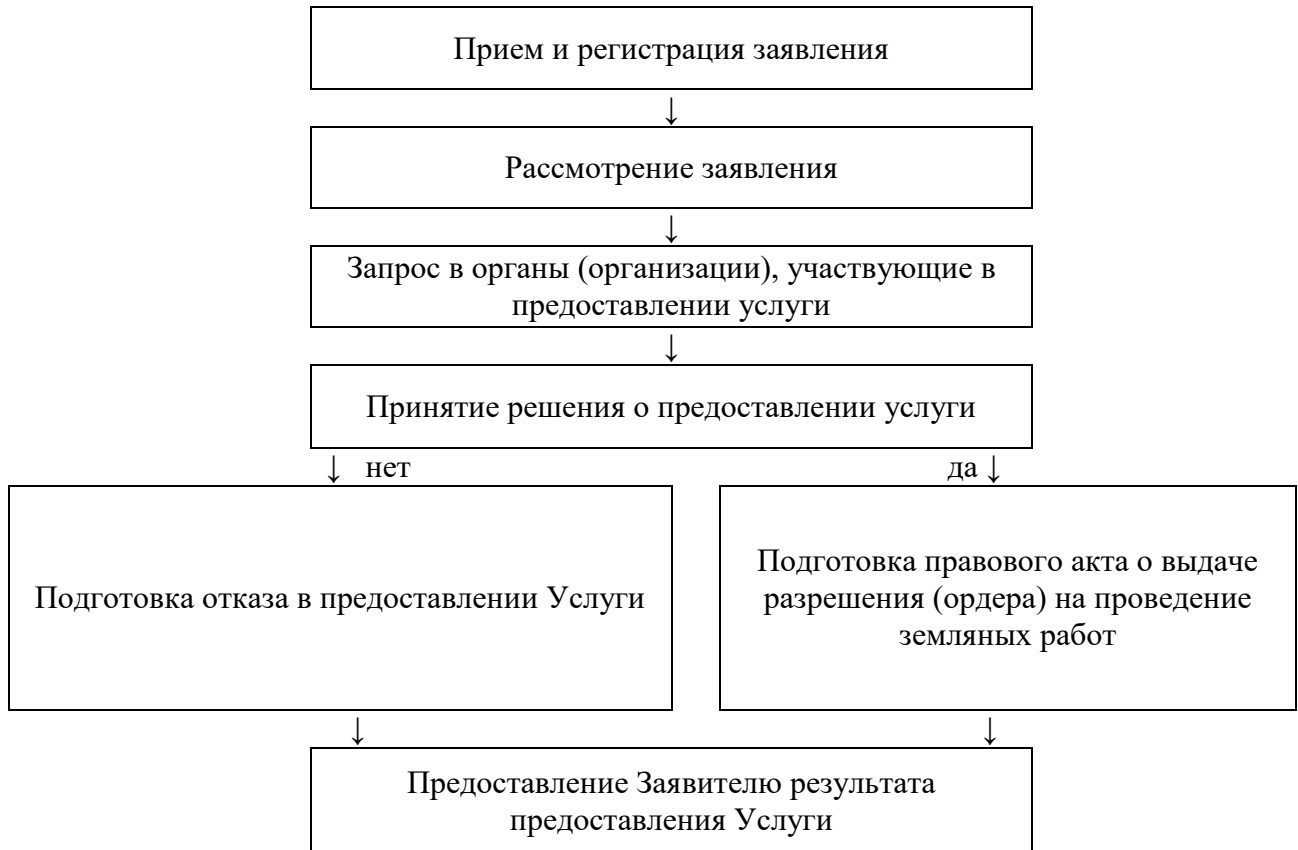 Прием и регистрация заявления
↓
Рассмотрение заявления
↓
Запрос в органы (организации), участвующие в
предоставлении услуги
↓
Принятие решения о предоставлении услуги
↓ нет
да ↓
Подготовка отказа в предоставлении Услуги
Подготовка правового акта о выдаче
разрешения (ордера) на проведение
земляных работ
↓
↓
Предоставление Заявителю результата
предоставления Услуги